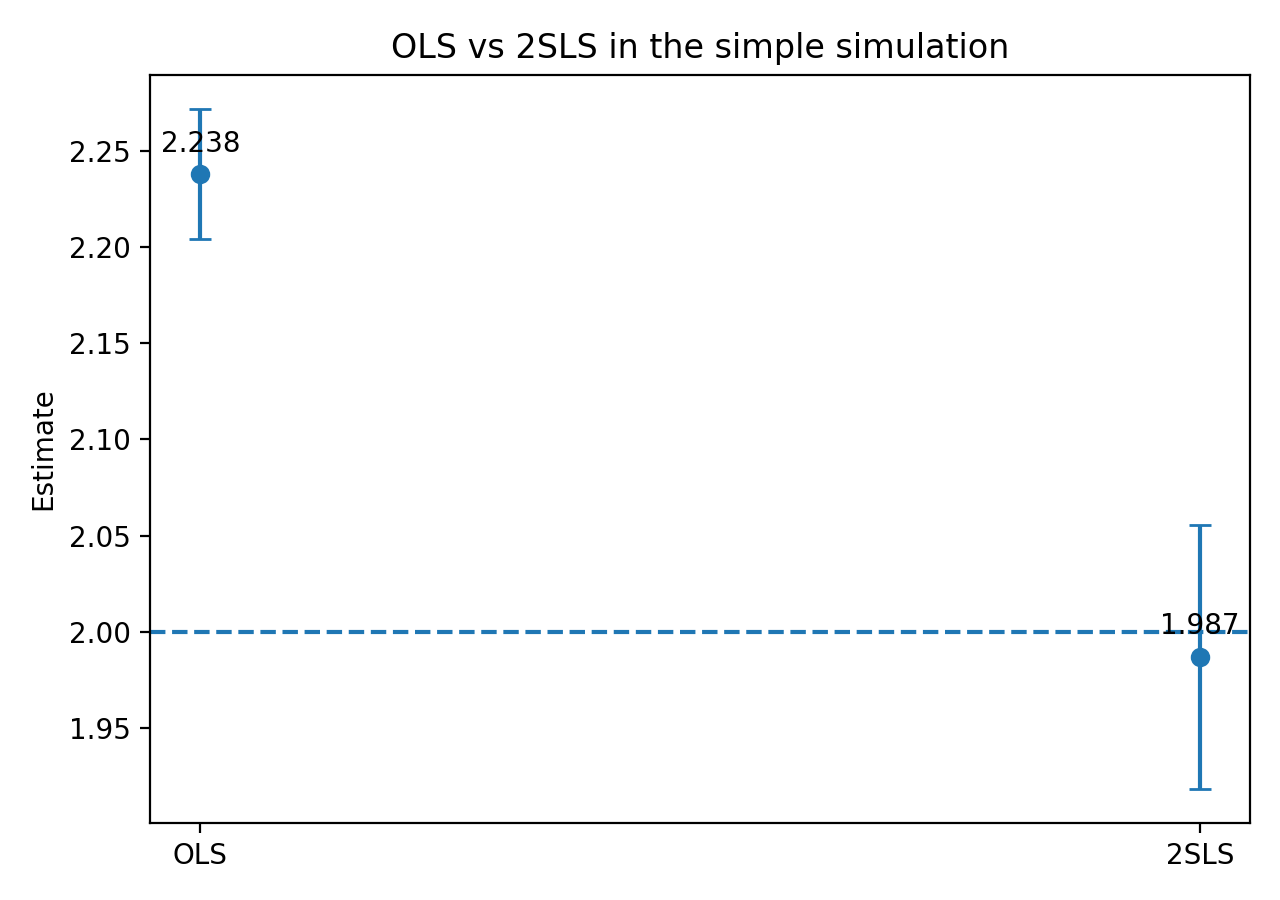 OLS vs 2SLS in the simple simulation
Estimate
2.25
2.20
2.15
2.10
2.05
2.00
1.95
2.238
1.987
OLS
2SLS